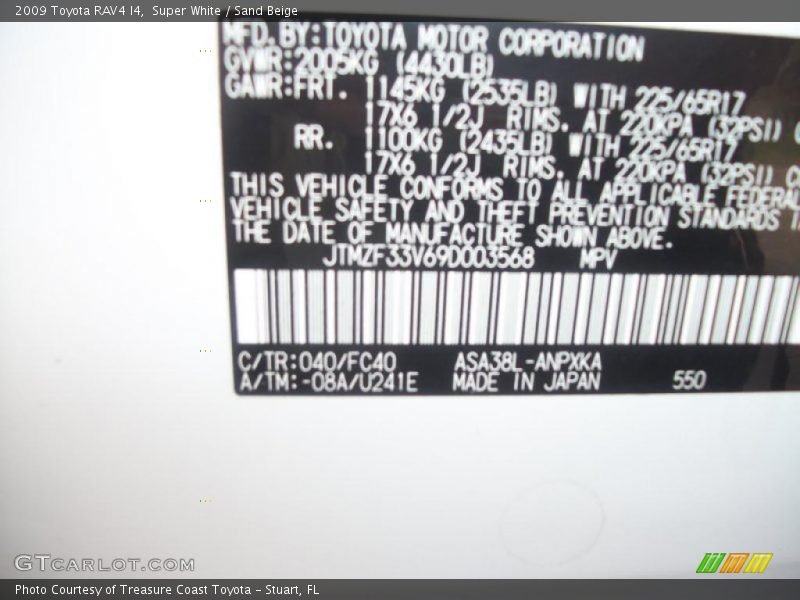 2009 Toyota RAV4 I4,  Super White / Sand Beige
MFD. BY:TOYOTA MOTOR CORPORATION
GVWR:2005KG (4430LB)
GAWR:FRT. 1145KG (2535LB) WITH 225/65R17
17X6 1/2J RIMS. AT 220KPA (32PSI) C
RR. 1100KG (2435LB) WITH 225/65R17
17X6 1/2J RIMS. AT 220KPA (32PSI) CO
THIS VEHICLE CONFORMS TO ALL APPLICABLE FEDERAL
VEHICLE SAFETY AND THEFT PREVENTION STANDARDS I
THE DATE OF MANUFACTURE SHOWN ABOVE.
JTMZF33V69D003568 MPV
C/TR:040/FC40 ASA38L-ANPXKA
A/TM:-08A/U241E MADE IN JAPAN 550
GTcarlot.com
Photo Courtesy of Treasure Coast Toyota - Stuart, FL